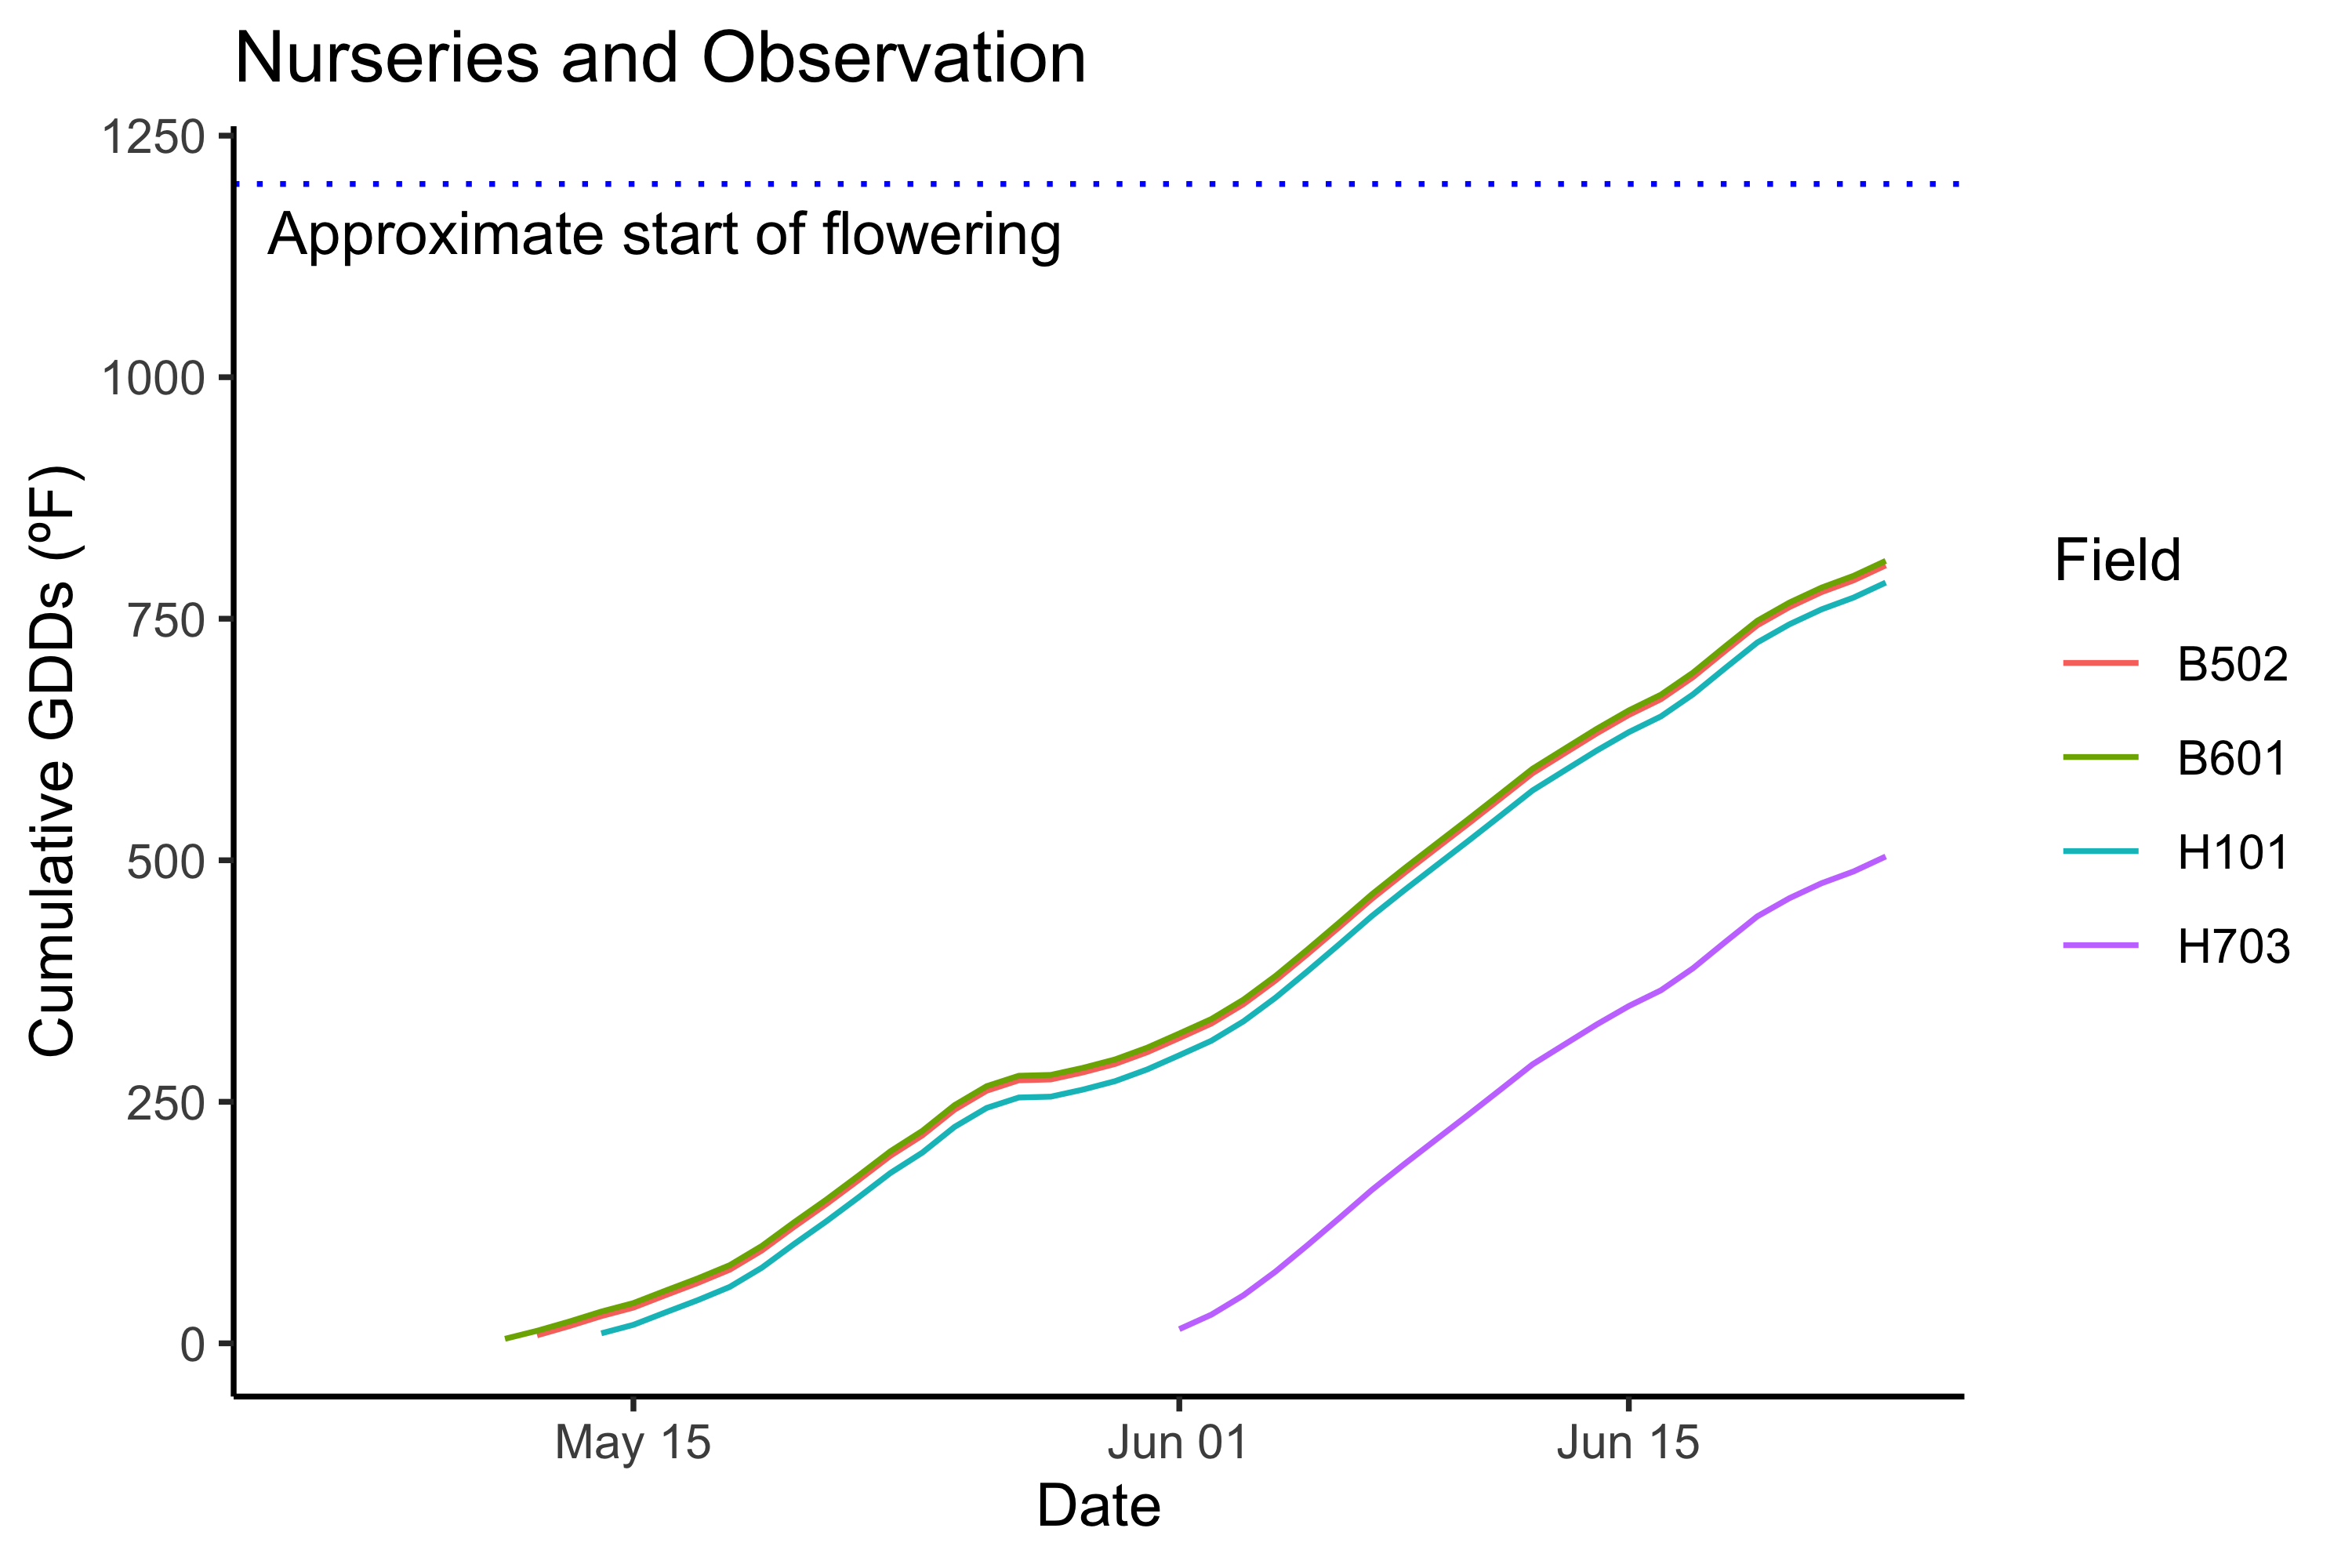 Nurseries and Observation
1250
Approximate start of flowering
1000
750
500
250
0
Cumulative GDDs (ºF)
May 15
Jun 01
Jun 15
Date
Field
B502
B601
H101
H703